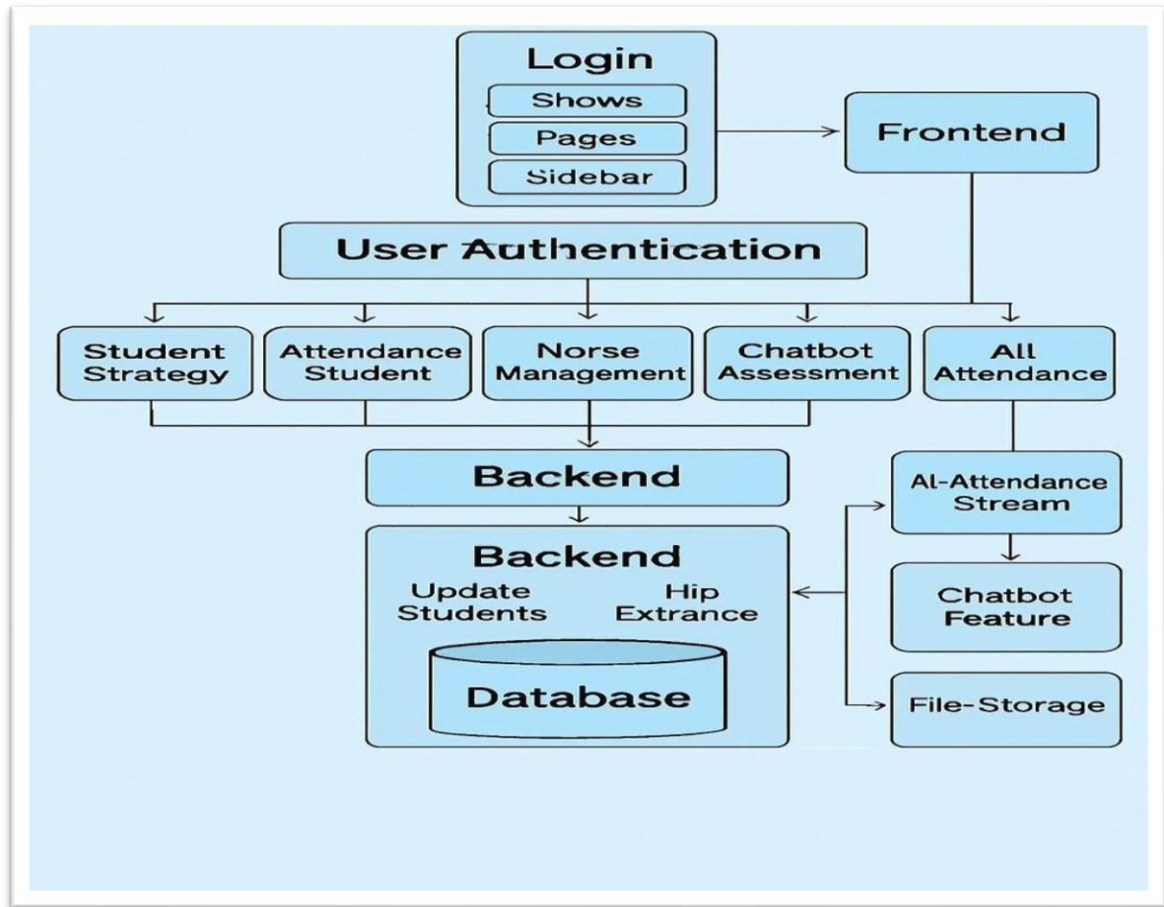 Login
Shows
Pages
Sidebar
Frontend
User Authentication
Student
Strategy
Attendance
Student
Norse
Management
Chatbot
Assessment
All
Attendance
Backend
AI-Attendance
Stream
Backend
Update
Students
Hip
Extrance
Chatbot
Feature
Database
File-Storage